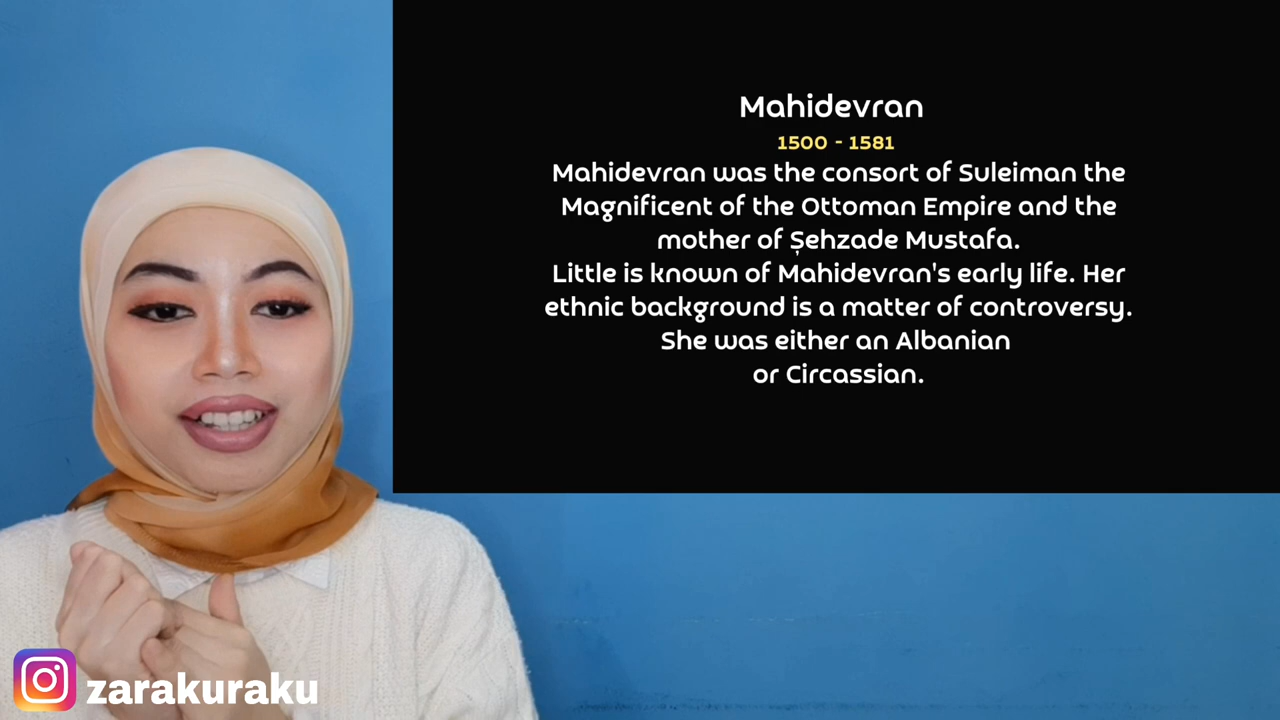 Mahidevran
1500 - 1581
Mahidevran was the consort of Suleiman the
Magnificent of the Ottoman Empire and the
mother of Şehzade Mustafa.
Little is known of Mahidevran's early life. Her
ethnic background is a matter of controversy.
She was either an Albanian
or Circassian.
zarakuraku